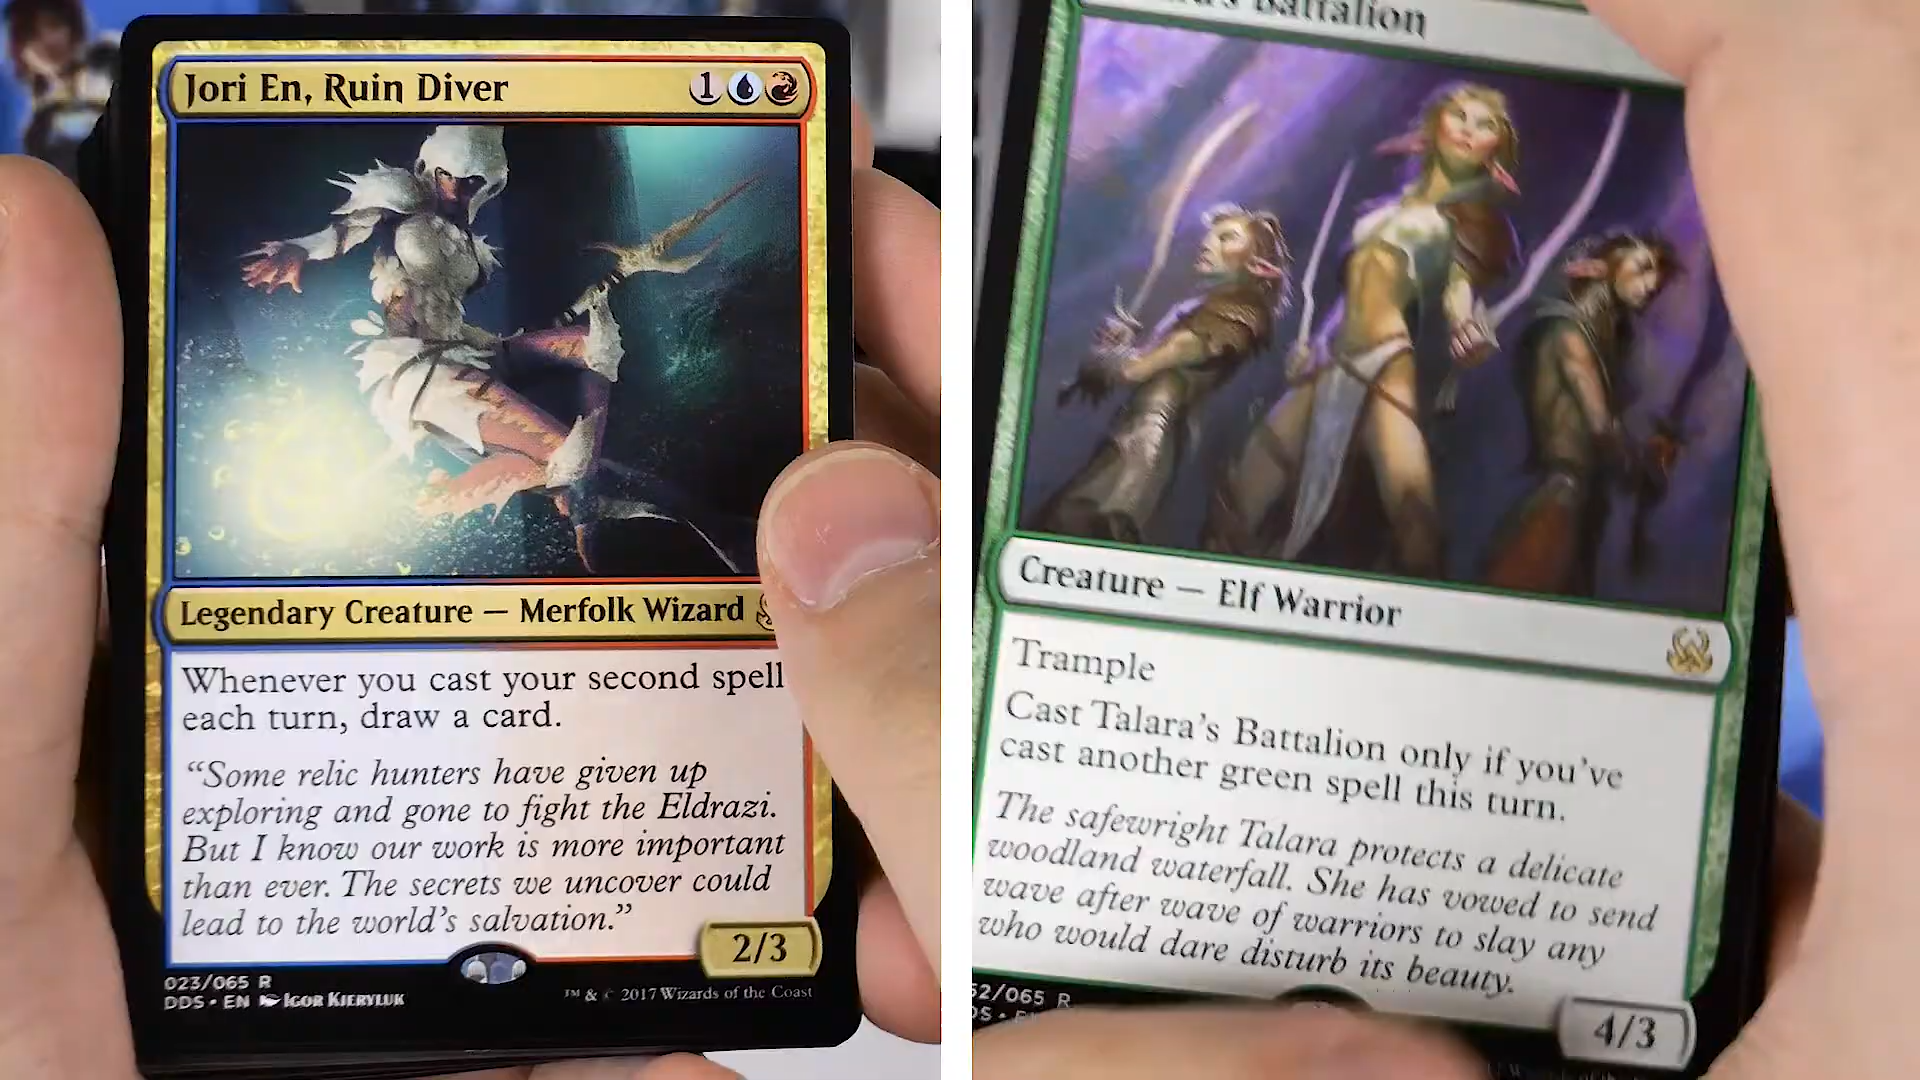 Jori En, Ruin Diver 1
Legendary Creature — Merfolk Wizard
Whenever you cast your second spell
each turn, draw a card.
“Some relic hunters have given up
exploring and gone to fight the Eldrazi.
But I know our work is more important
than ever. The secrets we uncover could
lead to the world’s salvation.”
2/3
023/065 R
DDS • EN Igor Kieryluk
™ & © 2017 Wizards of the Coast
Battalion
Creature — Elf Warrior
Trample
Cast Talara’s Battalion only if you’ve
cast another green spell this turn.
The safewright Talara protects a delicate
woodland waterfall. She has vowed to send
wave after wave of warriors to slay any
who would dare disturb its beauty.
4/3
52/065 R